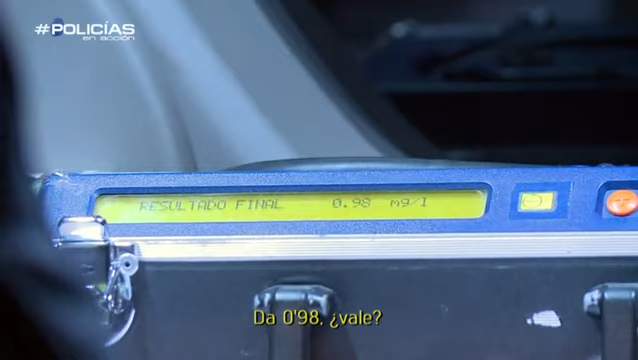 #POLICÍAS
en acción
RESULTADO FINAL 0.98 mg/l
Da 0'98, ¿vale?